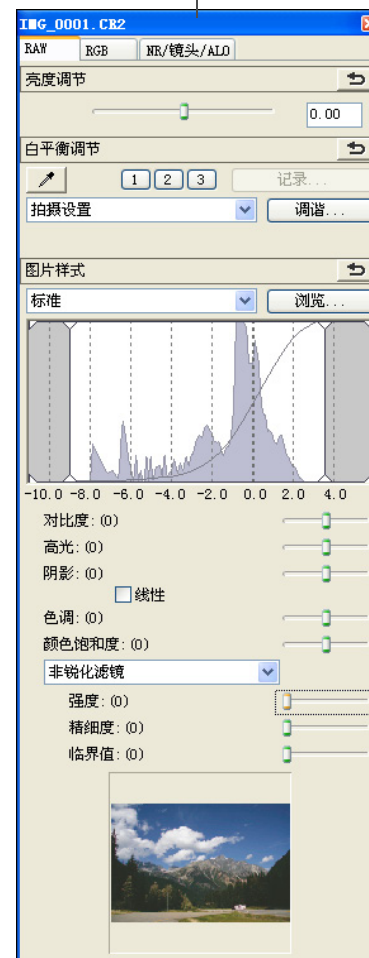 IMG_0001.CR2
RAW RGB NR/镜头/ALO
亮度调节
0.00
白平衡调节
1 2 3 记录...
拍摄设置 调谐...
图片样式
标准 浏览...
-10.0 -8.0 -6.0 -4.0 -2.0 0.0 2.0 4.0
对比度:(0)
高光:(0)
阴影:(0)
线性
色调:(0)
颜色饱和度:(0)
非锐化滤镜
强度:(0)
精细度:(0)
临界值:(0)